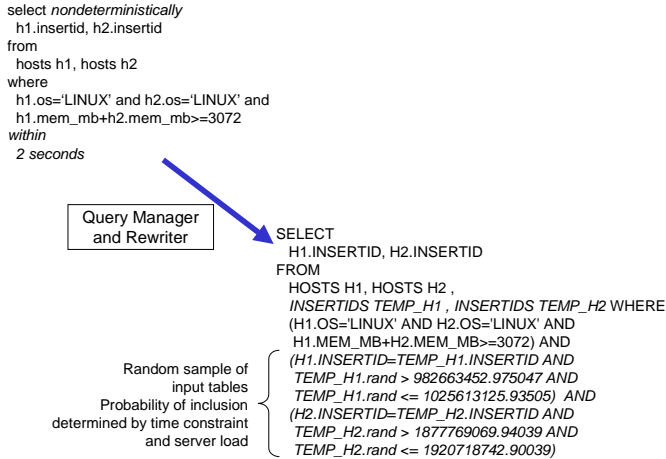 select nondeterministically
h1.insertid, h2.insertid
from
hosts h1, hosts h2
where
h1.os=‘LINUX’ and h2.os=‘LINUX’ and
h1.mem_mb+h2.mem_mb>=3072
within
2 seconds
Query Manager
and Rewriter
SELECT
H1.INSERTID, H2.INSERTID
FROM
HOSTS H1, HOSTS H2 ,
INSERTIDS TEMP_H1 , INSERTIDS TEMP_H2 WHERE
(H1.OS='LINUX' AND H2.OS='LINUX' AND
H1.MEM_MB+H2.MEM_MB>=3072) AND
(H1.INSERTID=TEMP_H1.INSERTID AND
TEMP_H1.rand > 982663452.975047 AND
TEMP_H1.rand <= 1025613125.93505) AND
(H2.INSERTID=TEMP_H2.INSERTID AND
TEMP_H2.rand > 1877769069.94039 AND
TEMP_H2.rand <= 1920718742.90039)
Random sample of
input tables
Probability of inclusion
determined by time constraint
and server load